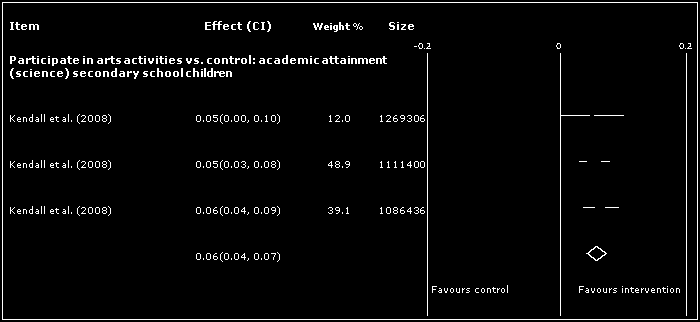 Item Effect (CI) Weight % Size
-0.2 0 0.2
Participate in arts activities vs. control: academic attainment
(science) secondary school children
Kendall et al. (2008) 0.05(0.00, 0.10) 12.0 1269306
Kendall et al. (2008) 0.05(0.03, 0.08) 48.9 1111400
Kendall et al. (2008) 0.06(0.04, 0.09) 39.1 1086436
0.06(0.04, 0.07)
Favours control Favours intervention